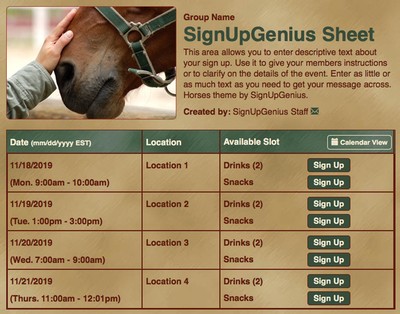 Group Name
SignUpGenius Sheet
This area allows you to enter descriptive text about
your sign up. Use it to give your members instructions
or to clarify on the details of the event. Enter as little or
as much text as you need to get your message across.
Horses theme by SignUpGenius.
Created by: SignUpGenius Staff
Date (mm/dd/yyyy EST) Location Available Slot Calendar View
11/18/2019 Location 1 Drinks (2) Sign Up
(Mon. 9:00am - 10:00am) Snacks Sign Up
11/19/2019 Location 2 Drinks (2) Sign Up
(Tue. 1:00pm - 3:00pm) Snacks Sign Up
11/20/2019 Location 3 Drinks (2) Sign Up
(Wed. 7:00am - 9:00am) Snacks Sign Up
11/21/2019 Location 4 Drinks (2) Sign Up
(Thurs. 11:00am - 12:01pm) Snacks Sign Up